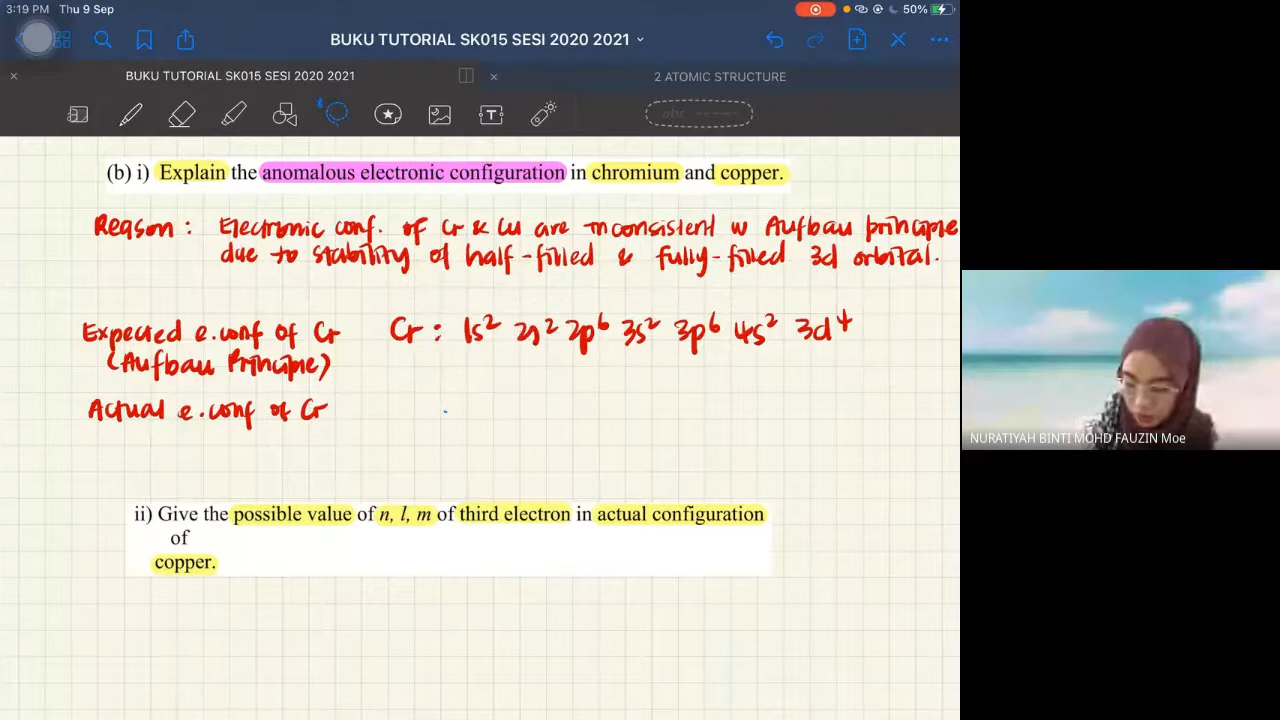 3:19 PM Thu 9 Sep
50%
BUKU TUTORIAL SK015 SESI 2020 2021
BUKU TUTORIAL SK015 SESI 2020 2021
2 ATOMIC STRUCTURE
abc
(b) i) Explain the anomalous electronic configuration in chromium and copper.
Reason : Electronic conf. of Cr & Cu are inconsistent w Aufbau principle
due to stability of half-filled & fully-filled 3d orbital.
Expected e.conf of Cr Cr : 1s² 2s² 2p⁶ 3s² 3p⁶ 4s² 3d⁴
(Aufbau Principle)
Actual e.conf of Cr
NURATIYAH BINTI MOHD FAUZIN Moe
ii) Give the possible value of n, l, m of third electron in actual configuration
of
copper.